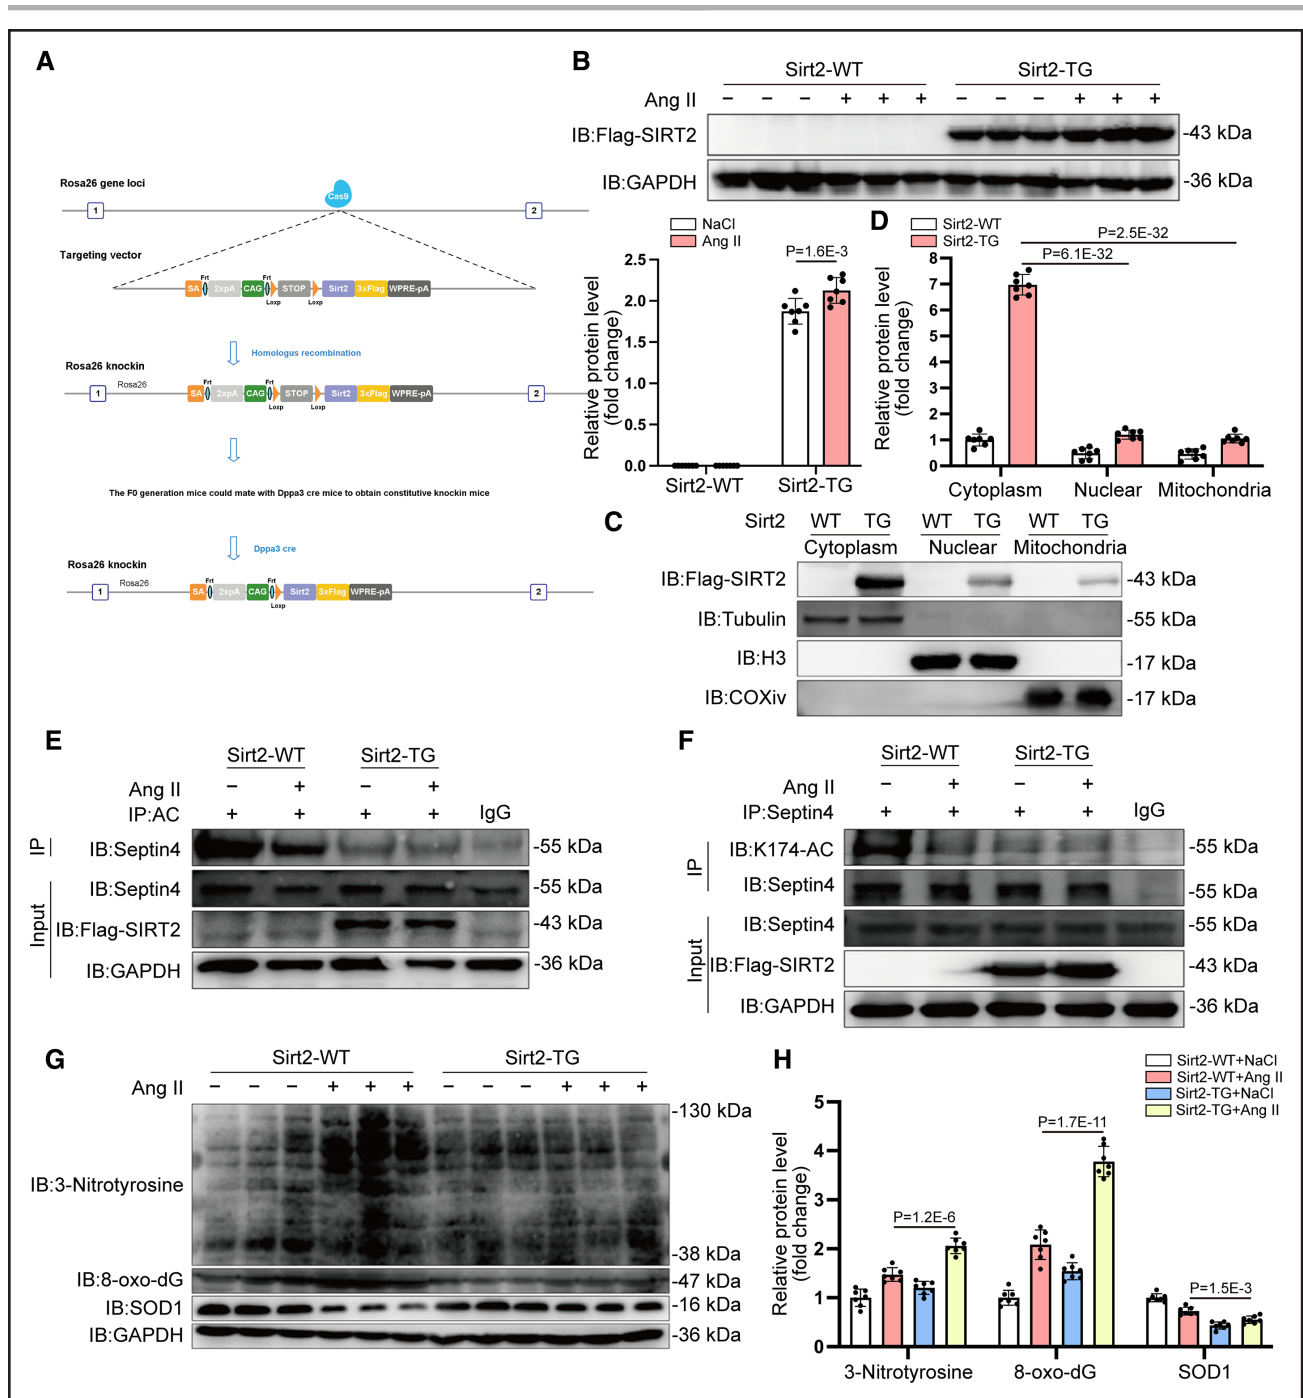 A
Rosa26 gene loci
Cas9
1
2
Targeting vector
SA Frt 2xpA CAG Frt Loxp STOP Loxp Sirt2 3xFlag WPRE-pA
Homologus recombination
Rosa26 knockin
1 Rosa26 SA Frt 2xpA CAG Frt Loxp STOP Loxp Sirt2 3xFlag WPRE-pA 2
The F0 generation mice could mate with Dppa3 cre mice to obtain constitutive knockin mice
Dppa3 cre
Rosa26 knockin
1 Rosa26 SA Frt 2xpA CAG Frt Loxp Sirt2 3xFlag WPRE-pA 2
B
Sirt2-WT Sirt2-TG
Ang II − − − + + + − − − + + +
IB:Flag-SIRT2 -43 kDa
IB:GAPDH -36 kDa
NaCl
Ang II
P=1.6E-3
Relative protein level
(fold change)
2.5
2.0
1.5
1.0
0.5
0.0
Sirt2-WT Sirt2-TG
D
Sirt2-WT
Sirt2-TG
P=2.5E-32
P=6.1E-32
Relative protein level
(fold change)
8
7
6
5
4
3
2
1
0
Cytoplasm Nuclear Mitochondria
C
Sirt2 WT TG WT TG WT TG
Cytoplasm Nuclear Mitochondria
IB:Flag-SIRT2 -43 kDa
IB:Tubulin -55 kDa
IB:H3 -17 kDa
IB:COXiv -17 kDa
E
Sirt2-WT Sirt2-TG
Ang II − + − +
IP:AC + + + + IgG
IP
IB:Septin4 -55 kDa
Input
IB:Septin4 -55 kDa
IB:Flag-SIRT2 -43 kDa
IB:GAPDH -36 kDa
F
Sirt2-WT Sirt2-TG
Ang II − + − +
IP:Septin4 + + + + IgG
IP
IB:K174-AC -55 kDa
IB:Septin4 -55 kDa
Input
IB:Septin4 -55 kDa
IB:Flag-SIRT2 -43 kDa
IB:GAPDH -36 kDa
G
Sirt2-WT Sirt2-TG
Ang II − − − + + + − − − + + +
-130 kDa
IB:3-Nitrotyrosine
-38 kDa
IB:8-oxo-dG -47 kDa
IB:SOD1 -16 kDa
IB:GAPDH -36 kDa
H
Sirt2-WT+NaCl
Sirt2-WT+Ang II
Sirt2-TG+NaCl
Sirt2-TG+Ang II
P=1.7E-11
P=1.2E-6
P=1.5E-3
Relative protein level
(fold change)
5
4
3
2
1
0
3-Nitrotyrosine 8-oxo-dG SOD1